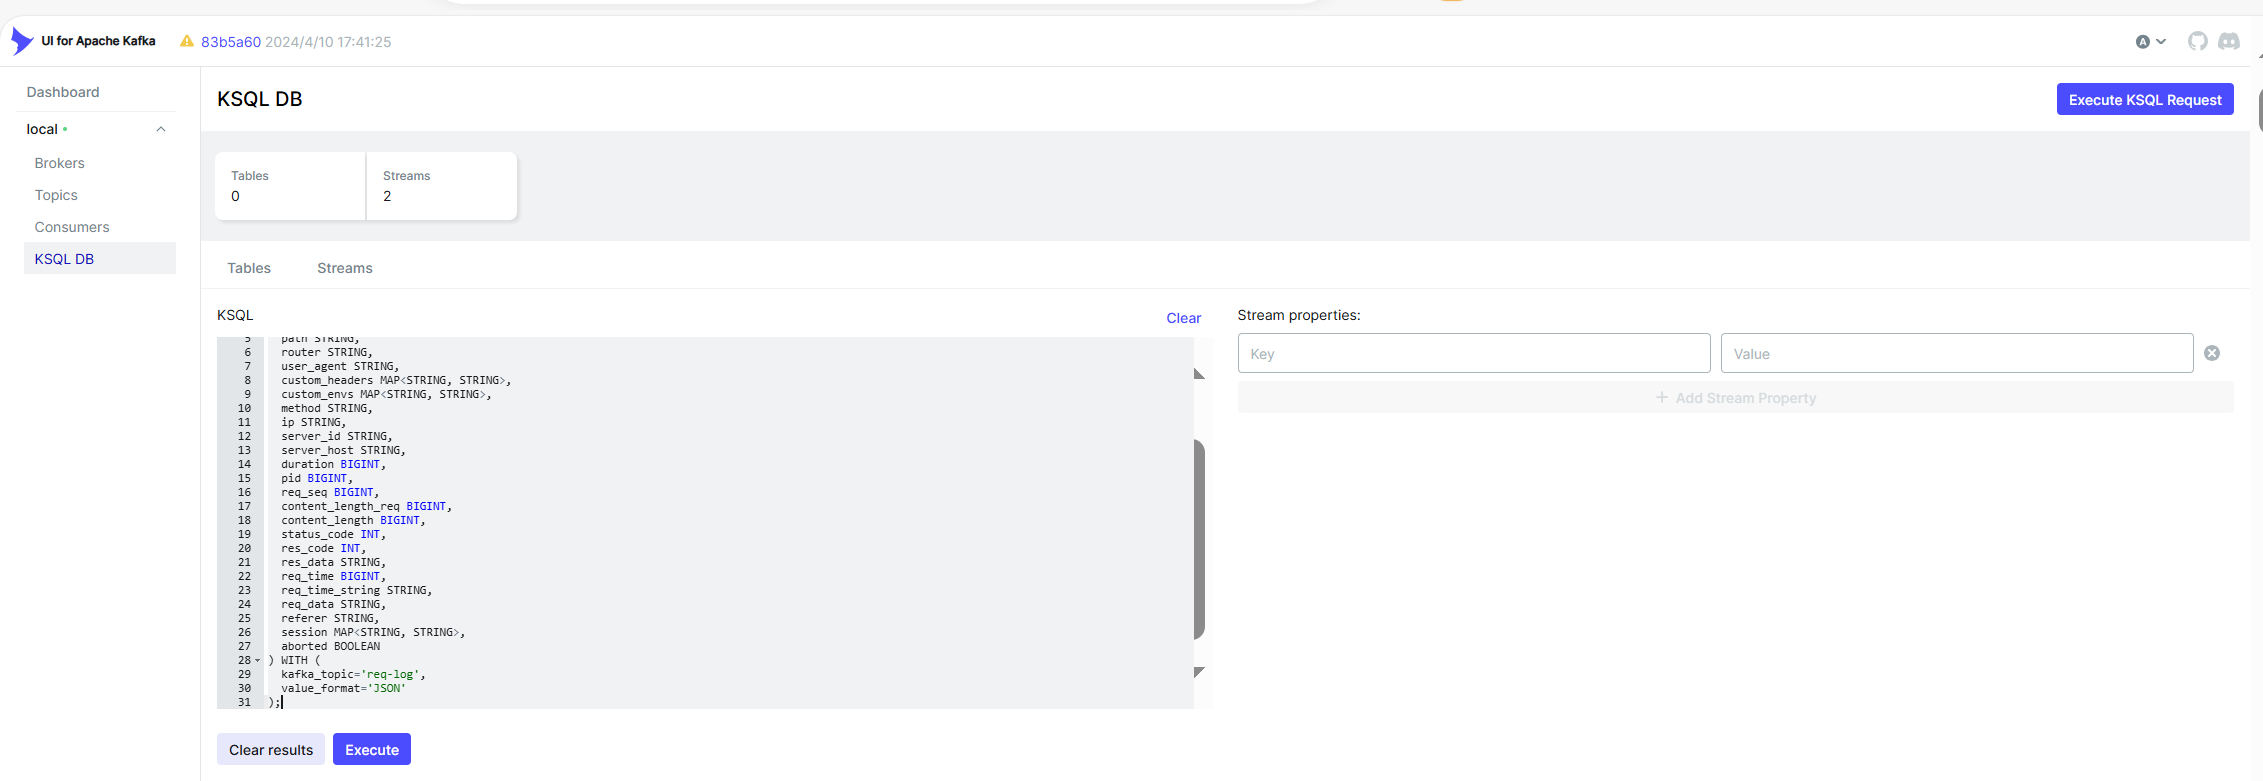 UI for Apache Kafka
83b5a60 2024/4/10 17:41:25
A
Dashboard
local
Brokers
Topics
Consumers
KSQL DB
KSQL DB
Execute KSQL Request
Tables
0
Streams
2
Tables
Streams
KSQL
Clear
5 path STRING,
6 router STRING,
7 user_agent STRING,
8 custom_headers MAP<STRING, STRING>,
9 custom_envs MAP<STRING, STRING>,
10 method STRING,
11 ip STRING,
12 server_id STRING,
13 server_host STRING,
14 duration BIGINT,
15 pid BIGINT,
16 req_seq BIGINT,
17 content_length_req BIGINT,
18 content_length BIGINT,
19 status_code INT,
20 res_code INT,
21 res_data STRING,
22 req_time BIGINT,
23 req_time_string STRING,
24 req_data STRING,
25 referer STRING,
26 session MAP<STRING, STRING>,
27 aborted BOOLEAN
28 ) WITH (
29 kafka_topic='req-log',
30 value_format='JSON'
31 );
Stream properties:
Key
Value
+ Add Stream Property
Clear results
Execute